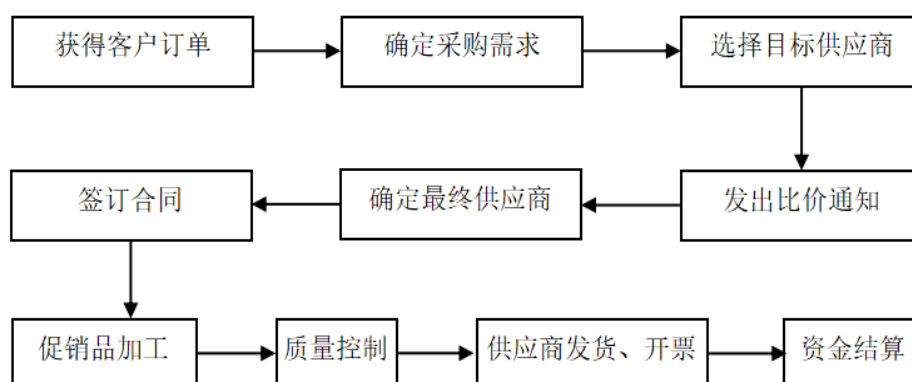 获得客户订单
确定采购需求
选择目标供应商
签订合同
确定最终供应商
发出比价通知
促销品加工
质量控制
供应商发货、开票
资金结算